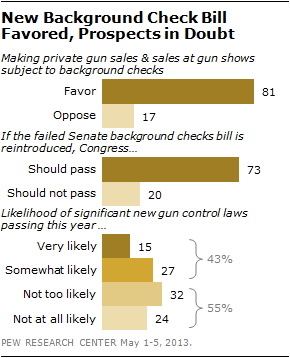 New Background Check Bill
Favored, Prospects in Doubt
Making private gun sales & sales at gun shows
subject to background checks
Favor 81
Oppose 17
If the failed Senate background checks bill is
reintroduced, Congress…
Should pass 73
Should not pass 20
Likelihood of significant new gun control laws
passing this year …
Very likely 15
43%
Somewhat likely 27
Not too likely 32
55%
Not at all likely 24
PEW RESEARCH CENTER May 1-5, 2013.